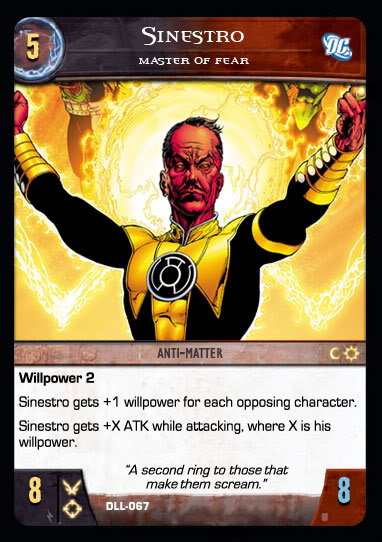 5
SINESTRO
DC
MASTER OF FEAR
ANTI-MATTER
C
Willpower 2
Sinestro gets +1 willpower for each opposing character.
Sinestro gets +X ATK while attacking, where X is his
willpower.
"A second ring to those that
make them scream."
8
8
DLL-067